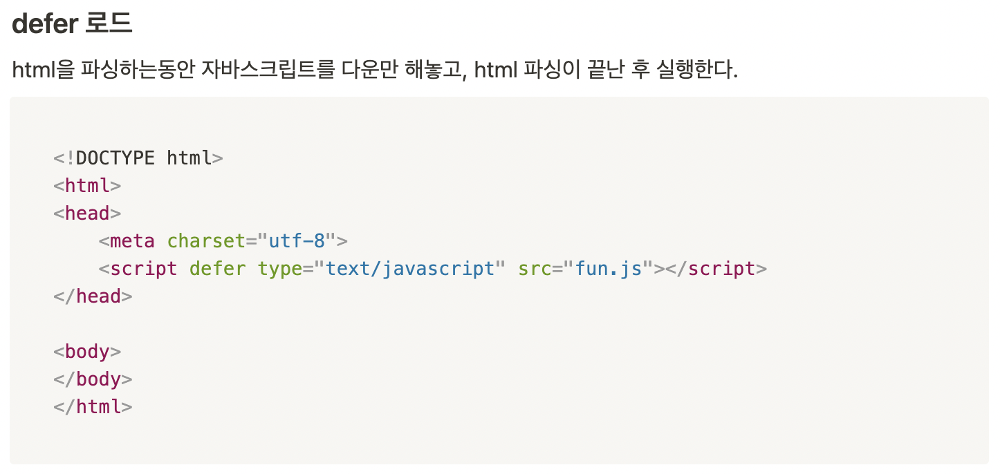 defer 로드
html을 파싱하는동안 자바스크립트를 다운만 해놓고, html 파싱이 끝난 후 실행한다.
<!DOCTYPE html>
<html>
<head>
    <meta charset="utf-8">
    <script defer type="text/javascript" src="fun.js"></script>
</head>
<body>
</body>
</html>